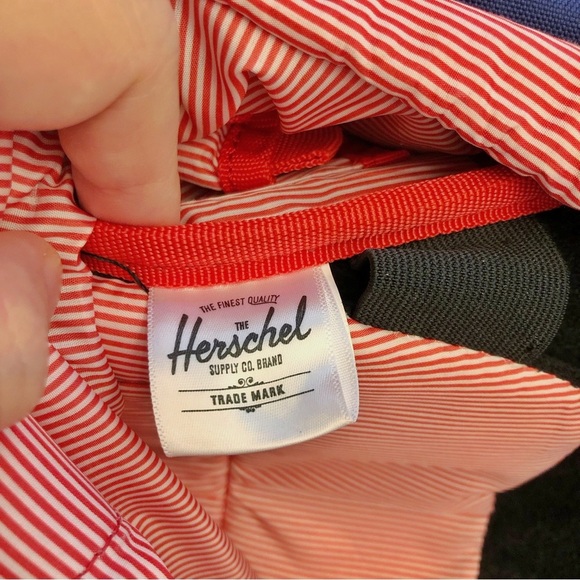 THE FINEST QUALITY
THE
Herschel
SUPPLY CO. BRAND
TRADE MARK